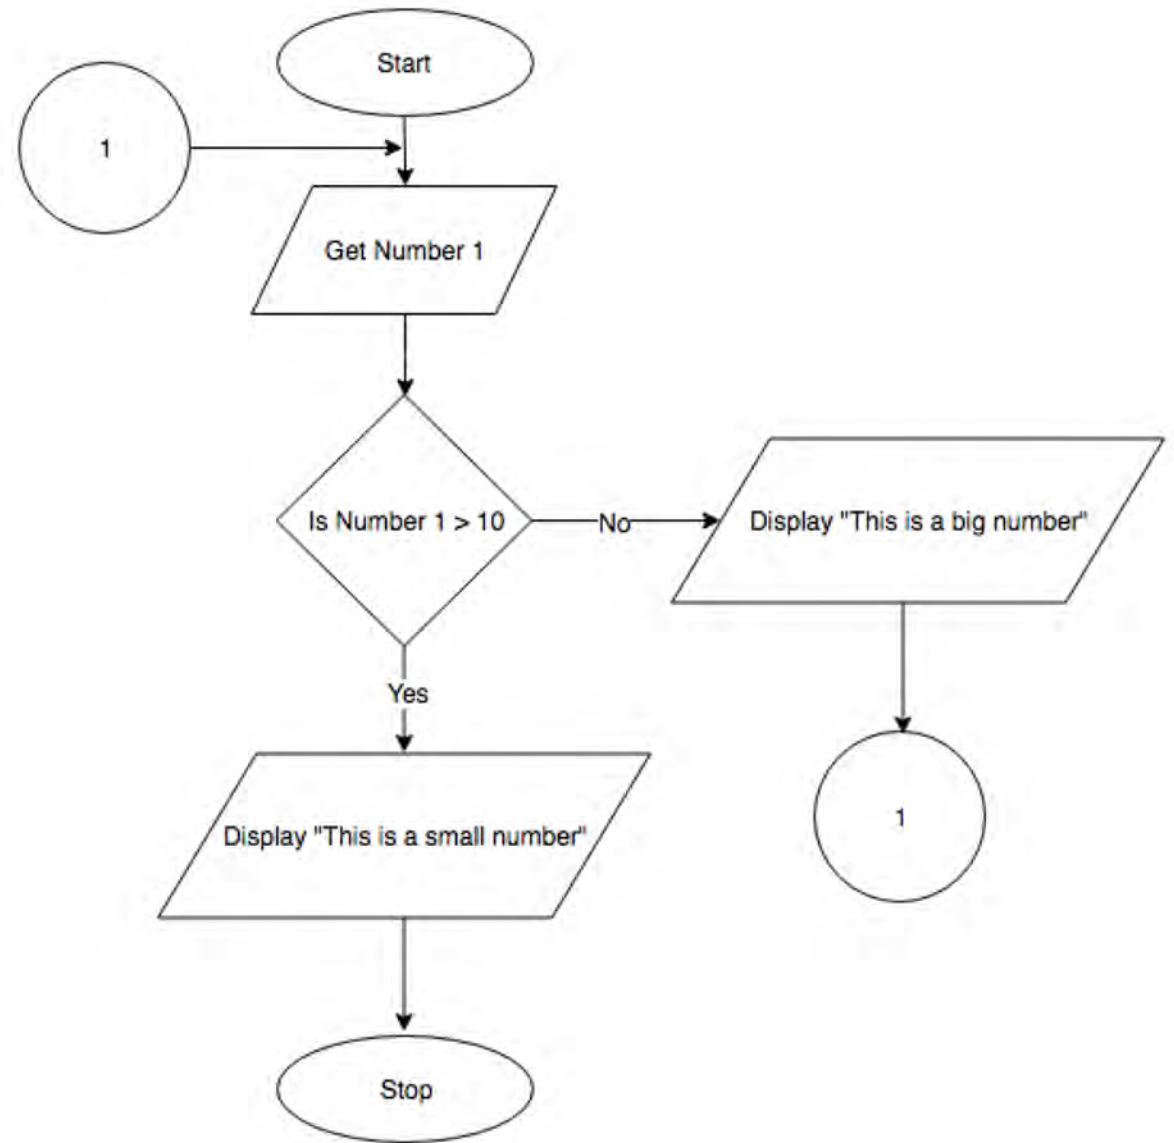 Start
1
Get Number 1
Is Number 1 > 10
No
Display "This is a big number"
Yes
Display "This is a small number"
1
Stop